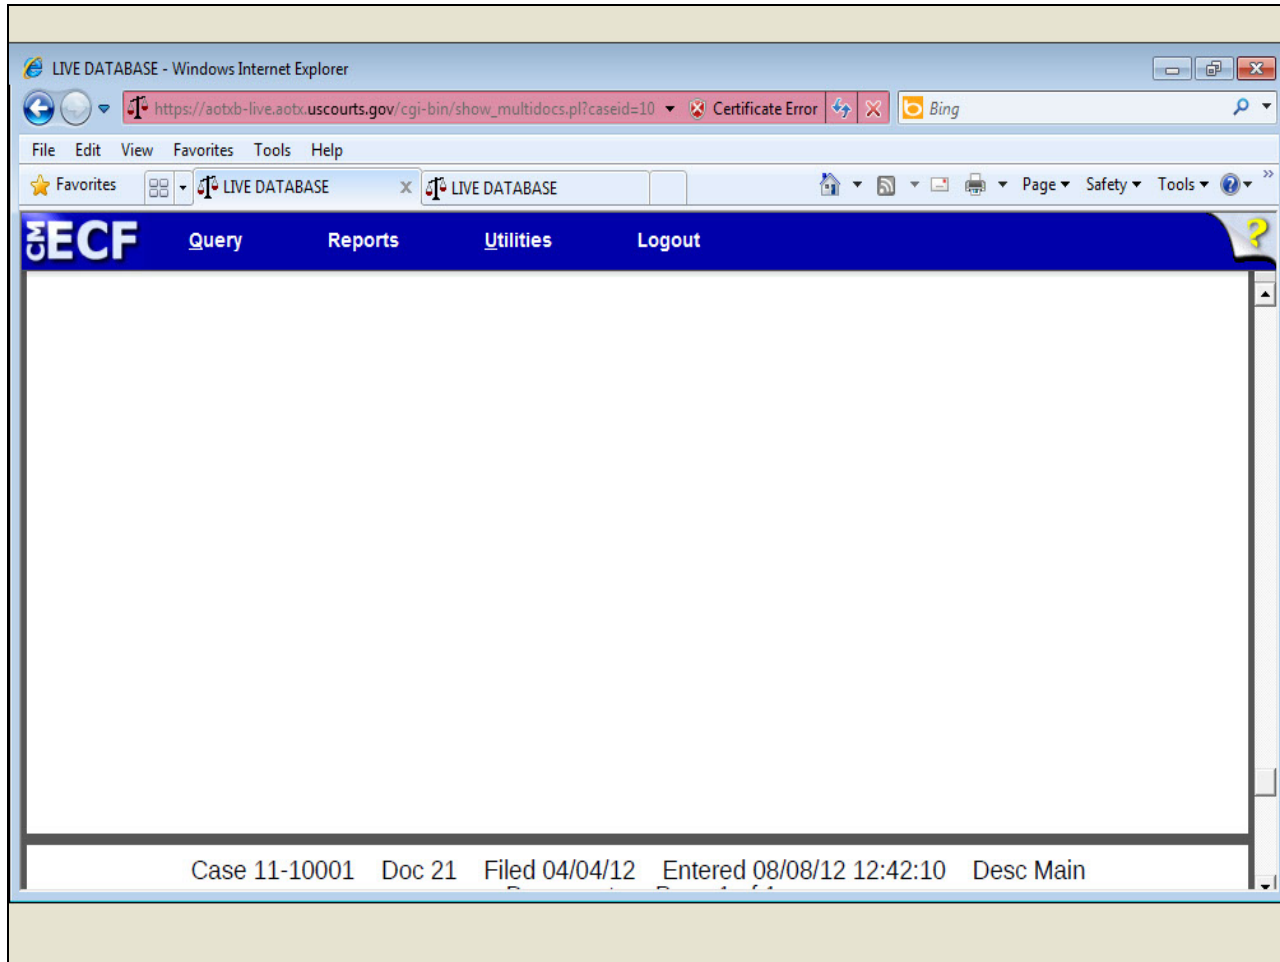 LIVE DATABASE - Windows Internet Explorer
https://aotxb-live.aotx.uscourts.gov/cgi-bin/show_multidocs.pl?caseid=10 Certificate Error Bing
File Edit View Favorites Tools Help
Favorites LIVE DATABASE X LIVE DATABASE Page Safety Tools »
CM ECF Query Reports Utilities Logout ?
Case 11-10001 Doc 21 Filed 04/04/12 Entered 08/08/12 12:42:10 Desc Main